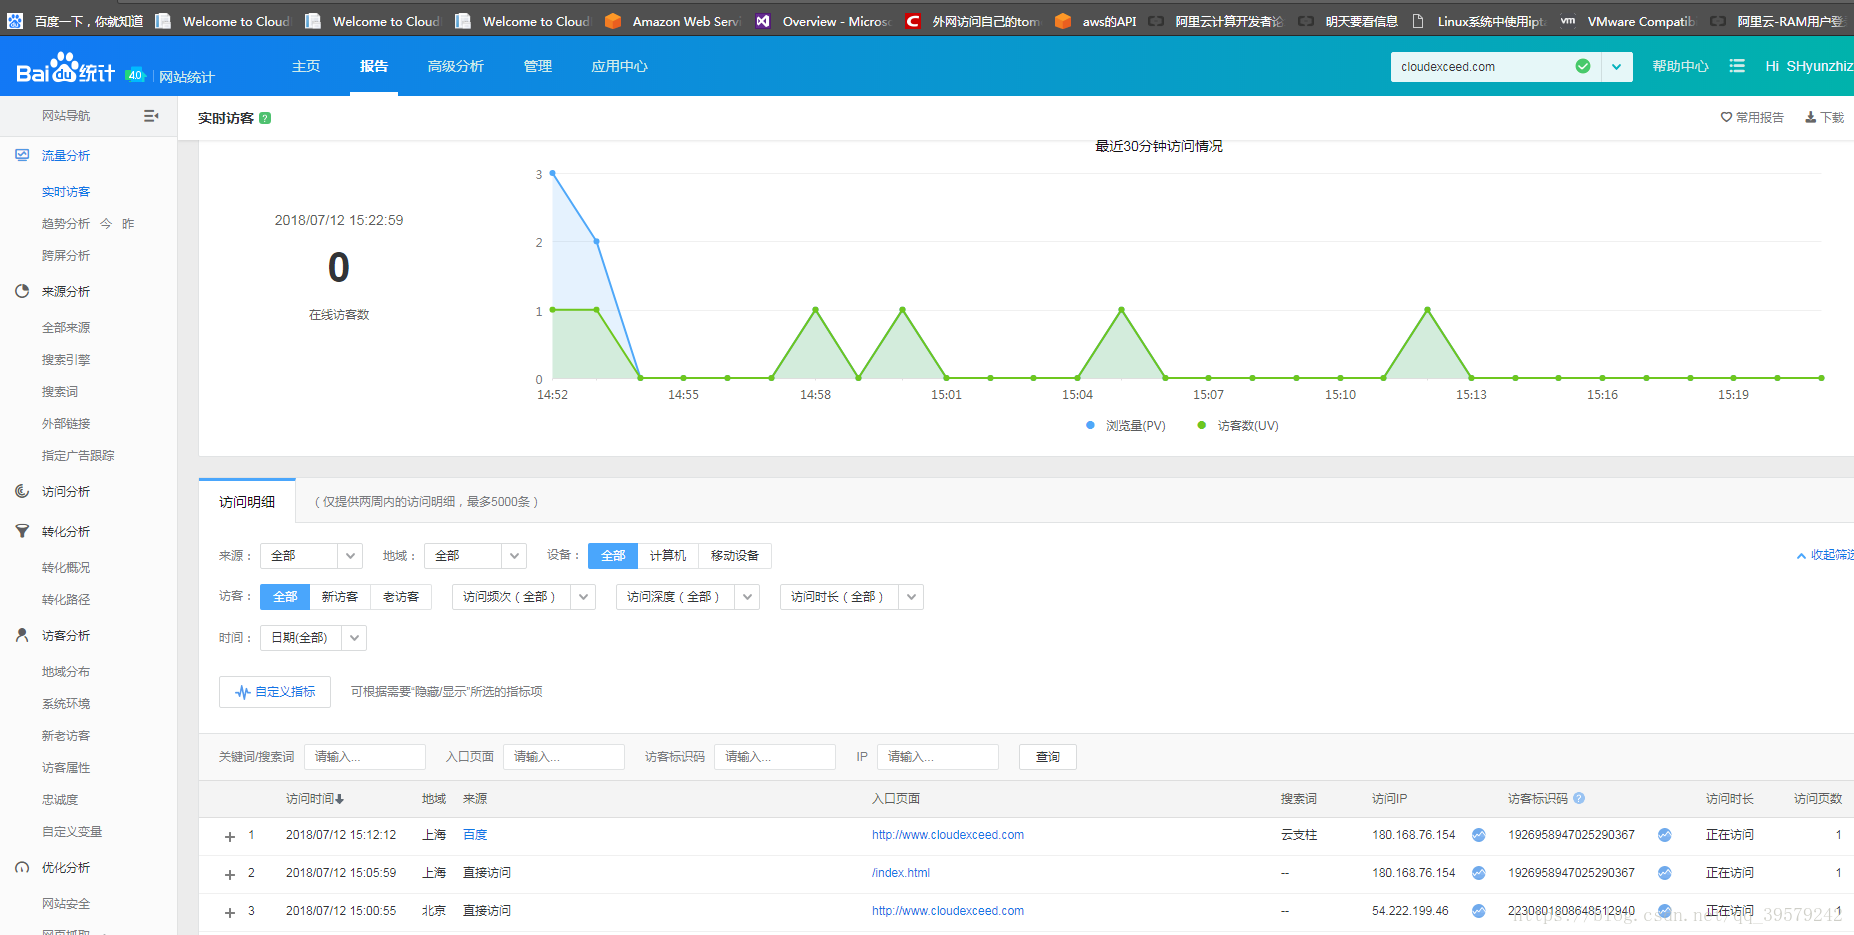 百度一下，你就知道 Welcome to Cloud Welcome to Cloud Welcome to Cloud Amazon Web Servi Overview - Microso 外网访问自己的tom aws的API 阿里云计算开发者论 明天要看信息 Linux系统中使用ipta VMware Compatibi 阿里云-RAM用户登
Baidu统计 4.0 网站统计 主页 报告 高级分析 管理 应用中心 cloudexceed.com 帮助中心 Hi SHyunzhiz
网站导航 实时访客 ? 常用报告 下载
流量分析
实时访客
趋势分析 今 昨
跨屏分析
来源分析
全部来源
搜索引擎
搜索词
外部链接
指定广告跟踪
访问分析
转化分析
转化概况
转化路径
访客分析
地域分布
系统环境
新老访客
访客属性
忠诚度
自定义变量
优化分析
网站安全
网页抓取
最近30分钟访问情况
2018/07/12 15:22:59
0
在线访客数
3
2
1
0
14:52 14:55 14:58 15:01 15:04 15:07 15:10 15:13 15:16 15:19
浏览量(PV) 访客数(UV)
访问明细 （仅提供两周内的访问明细，最多5000条）
来源： 全部 地域： 全部 设备： 全部 计算机 移动设备 收起筛选
访客： 全部 新访客 老访客 访问频次（全部） 访问深度（全部） 访问时长（全部）
时间： 日期(全部)
自定义指标 可根据需要“隐藏/显示”所选的指标项
关键词/搜索词 请输入... 入口页面 请输入... 访客标识码 请输入... IP 请输入... 查询
访问时间 地域 来源 入口页面 搜索词 访问IP 访客标识码 ? 访问时长 访问页数
+ 1 2018/07/12 15:12:12 上海 百度 http://www.cloudexceed.com 云支柱 180.168.76.154 1926958947025290367 正在访问 1
+ 2 2018/07/12 15:05:59 上海 直接访问 /index.html -- 180.168.76.154 1926958947025290367 正在访问 1
+ 3 2018/07/12 15:00:55 北京 直接访问 http://www.cloudexceed.com -- 54.222.199.46 2230801808648512940 正在访问 1
https://blog.csdn.net/qq_39579242